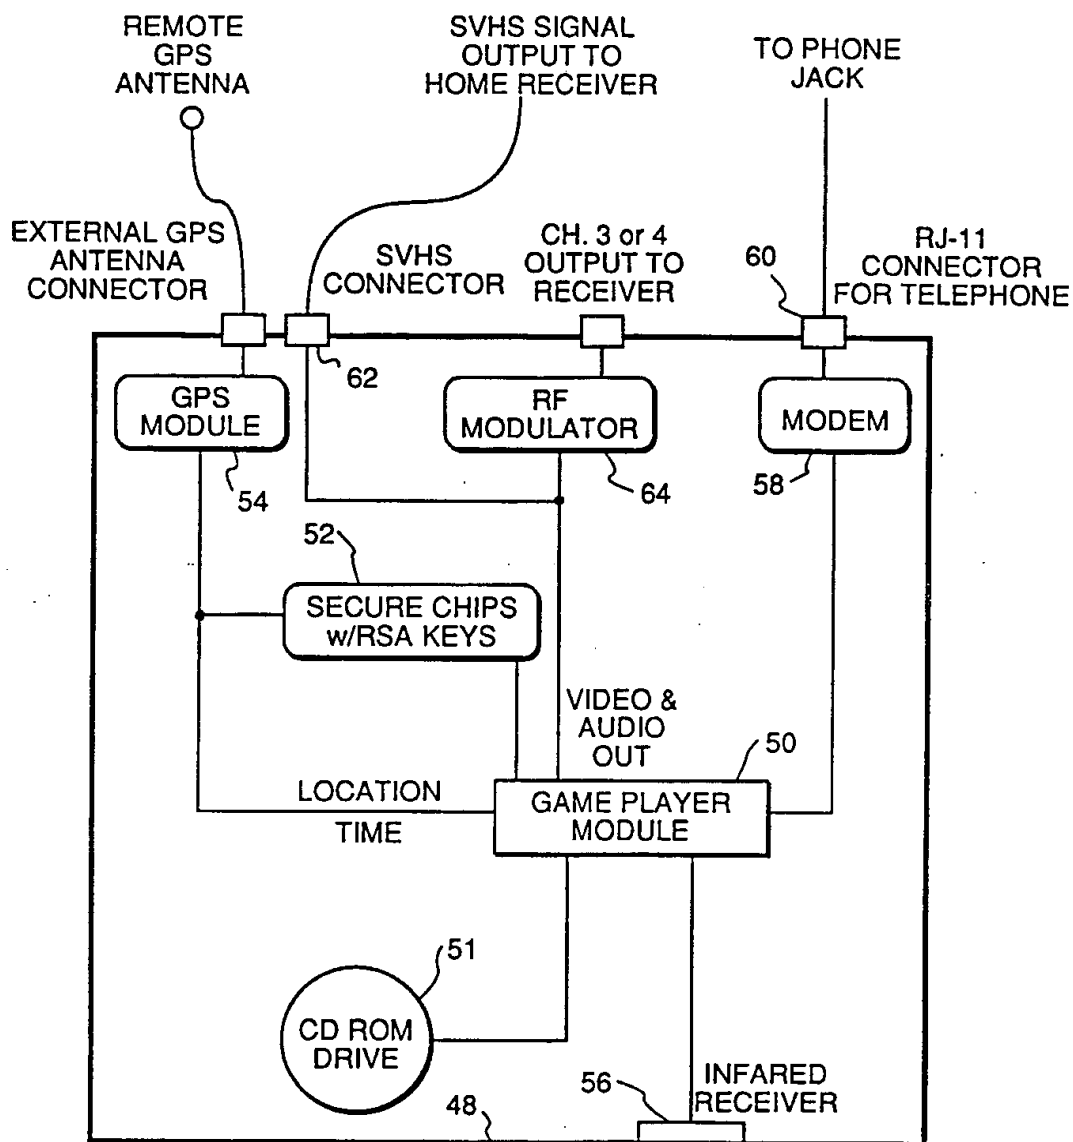 REMOTE
GPS
ANTENNA
SVHS SIGNAL
OUTPUT TO
HOME RECEIVER
TO PHONE
JACK
EXTERNAL GPS
ANTENNA
CONNECTOR
SVHS
CONNECTOR
CH. 3 or 4
OUTPUT TO
RECEIVER
60
RJ-11
CONNECTOR
FOR TELEPHONE
62
GPS
MODULE
RF
MODULATOR
MODEM
54
64
58
52
SECURE CHIPS
w/RSA KEYS
VIDEO &
AUDIO
OUT
50
LOCATION
TIME
GAME PLAYER
MODULE
51
CD ROM
DRIVE
56
INFARED
RECEIVER
48